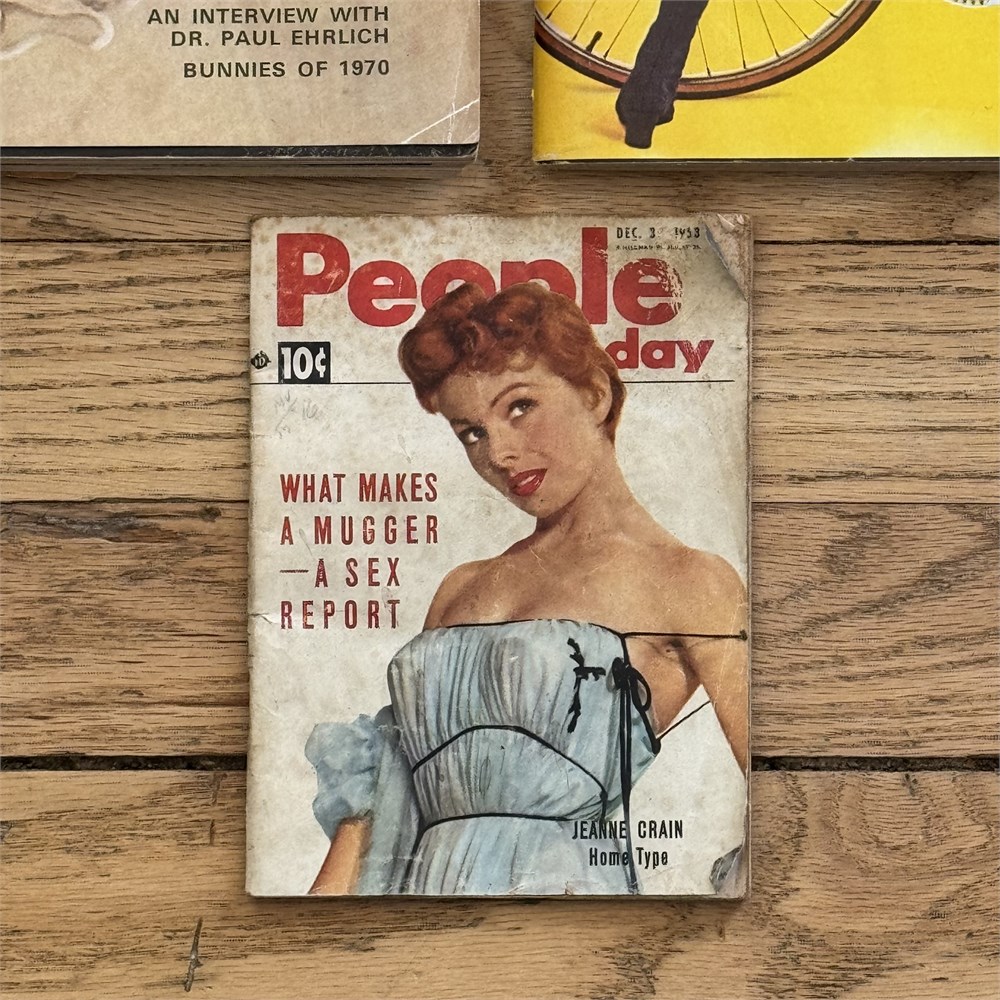 AN INTERVIEW WITH
DR. PAUL EHRLICH
BUNNIES OF 1970
DEC. 3 1953
People
day
10¢
WHAT MAKES
A MUGGER
—A SEX
REPORT
JEANNE CRAIN
Home Type